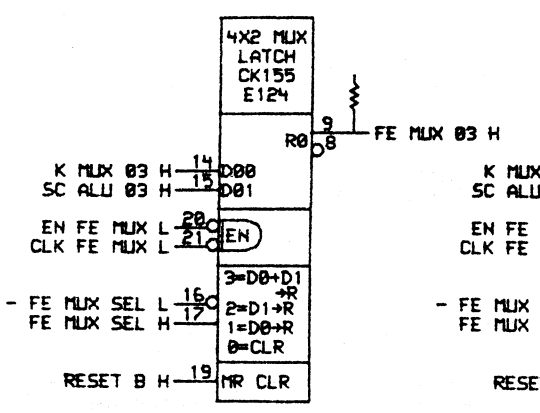 4X2 MUX
LATCH
CK155
E124
R0
9
8
FE MUX 03 H
K MUX 03 H
14
D00
SC ALU 03 H
15
D01
EN FE MUX L
20
CLK FE MUX L
21
EN
3=D0+D1
→R
- FE MUX SEL L
16
2=D1→R
FE MUX SEL H
17
1=D0→R
0=CLR
RESET B H
19
MR CLR
K MUX
SC ALU
EN FE
CLK FE
- FE MUX
FE MUX
RESE